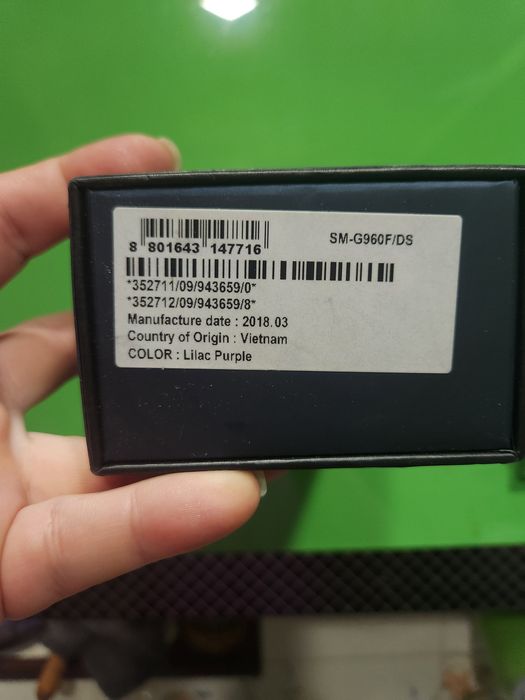 8 801643 147716
SM-G960F/DS
*352711/09/943659/0*
*352712/09/943659/8*
Manufacture date : 2018.03
Country of Origin : Vietnam
COLOR : Lilac Purple